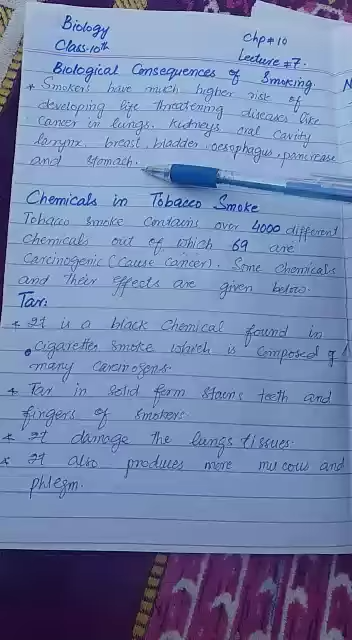 Biology
Chp#10
Class-10th
Lecture #7.
Biological Consequences of Smoking
* Smokers have much higher risk of
developing life threatening diseases like
Cancer in lungs, Kidneys oral cavity
larynx, breast, bladder, oesophagus, pancrease
and stomach.
Chemicals in Tobacco Smoke
Tobacco smoke contains over 4000 different
Chemicals out of which 69 are
Carcinogenic (cause cancer). Some Chemicals
and their effects are given below.
Tar:
* It is a black Chemical found in
cigarettes smoke which is composed of
many carcinogens.
* Tar in solid form stains teeth and
fingers of smokers.
* It damage the lungs tissues.
* It also produces more mucous and
phlegm.